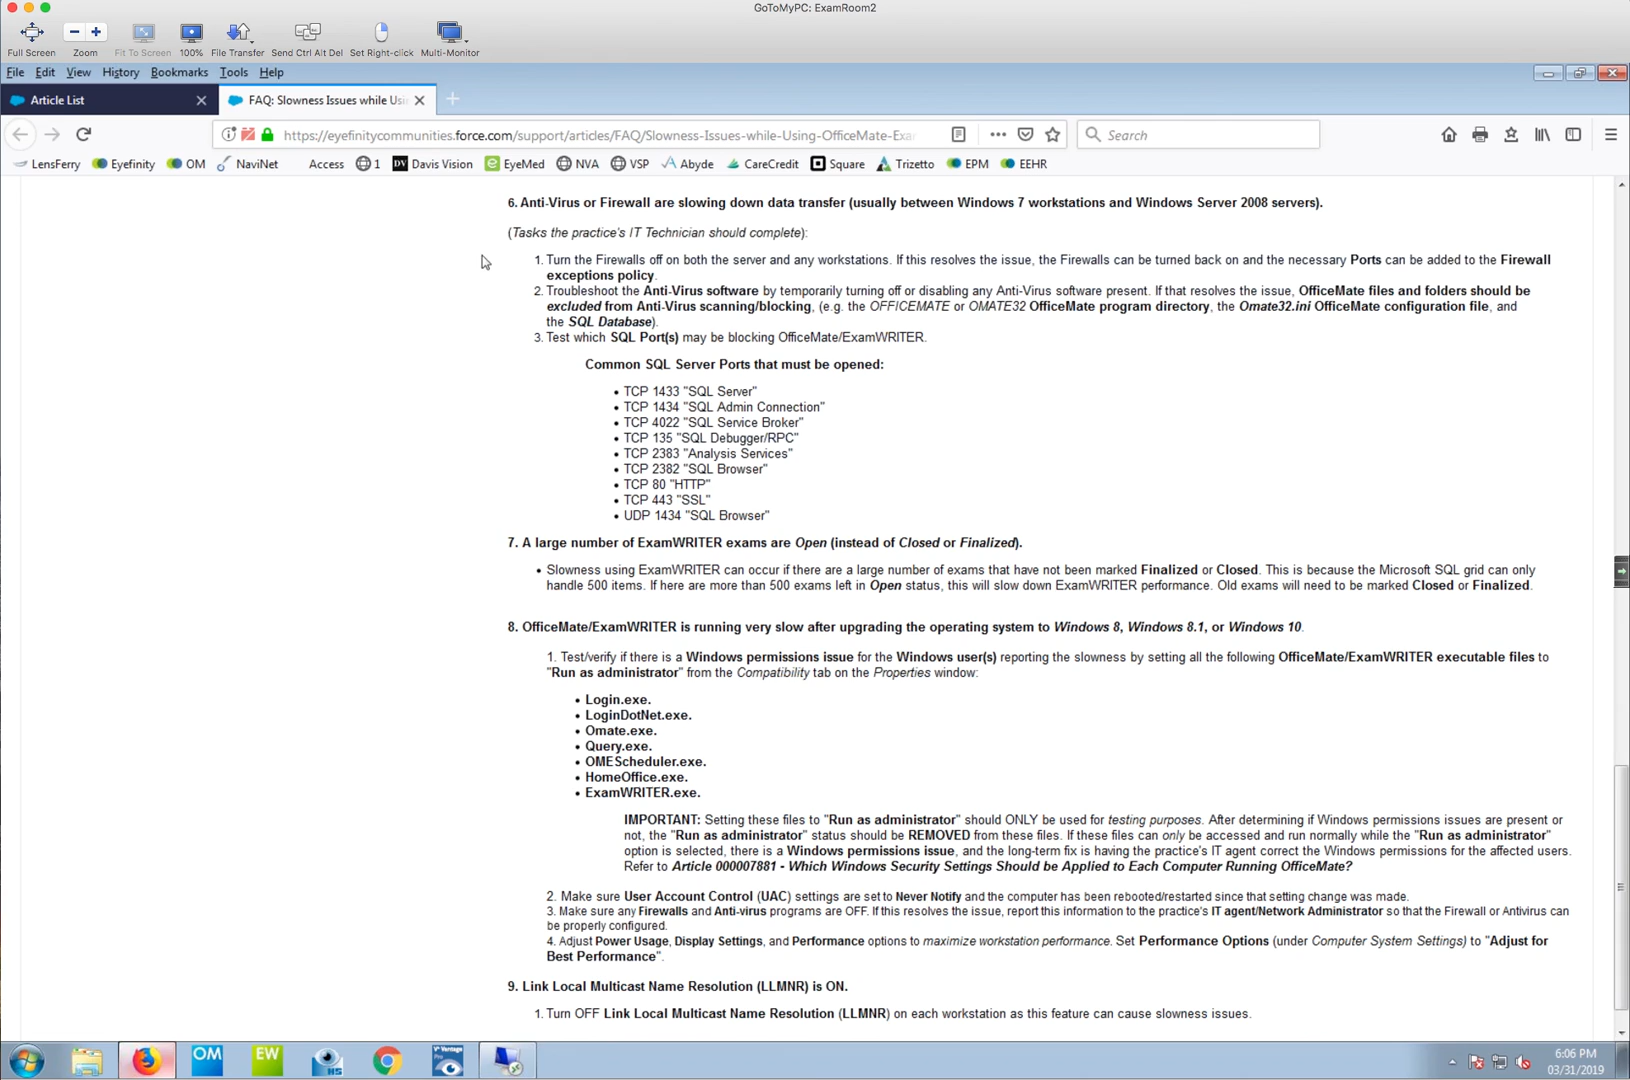 GoToMyPC: ExamRoom2
Full Screen Zoom Fit To Screen 100% File Transfer Send Ctrl Alt Del Set Right-click Multi-Monitor
File Edit View History Bookmarks Tools Help
Article List FAQ: Slowness Issues while Usi
https://eyefinitycommunities.force.com/support/articles/FAQ/Slowness-Issues-while-Using-OfficeMate-Exar Search
LensFerry Eyefinity OM NaviNet Access 1 DV Davis Vision EyeMed NVA VSP Abyde CareCredit Square Trizetto EPM EEHR
6. Anti-Virus or Firewall are slowing down data transfer (usually between Windows 7 workstations and Windows Server 2008 servers).
(Tasks the practice's IT Technician should complete):
1. Turn the Firewalls off on both the server and any workstations. If this resolves the issue, the Firewalls can be turned back on and the necessary Ports can be added to the Firewall
exceptions policy.
2. Troubleshoot the Anti-Virus software by temporarily turning off or disabling any Anti-Virus software present. If that resolves the issue, OfficeMate files and folders should be
excluded from Anti-Virus scanning/blocking, (e.g. the OFFICEMATE or OMATE32 OfficeMate program directory, the Omate32.ini OfficeMate configuration file, and
the SQL Database).
3. Test which SQL Port(s) may be blocking OfficeMate/ExamWRITER.
Common SQL Server Ports that must be opened:
• TCP 1433 "SQL Server"
• TCP 1434 "SQL Admin Connection"
• TCP 4022 "SQL Service Broker"
• TCP 135 "SQL Debugger/RPC"
• TCP 2383 "Analysis Services"
• TCP 2382 "SQL Browser"
• TCP 80 "HTTP"
• TCP 443 "SSL"
• UDP 1434 "SQL Browser"
7. A large number of ExamWRITER exams are Open (instead of Closed or Finalized).
• Slowness using ExamWRITER can occur if there are a large number of exams that have not been marked Finalized or Closed. This is because the Microsoft SQL grid can only
handle 500 items. If here are more than 500 exams left in Open status, this will slow down ExamWRITER performance. Old exams will need to be marked Closed or Finalized.
8. OfficeMate/ExamWRITER is running very slow after upgrading the operating system to Windows 8, Windows 8.1, or Windows 10.
1. Test/verify if there is a Windows permissions issue for the Windows user(s) reporting the slowness by setting all the following OfficeMate/ExamWRITER executable files to
"Run as administrator" from the Compatibility tab on the Properties window:
• Login.exe.
• LoginDotNet.exe.
• Omate.exe.
• Query.exe.
• OMEScheduler.exe.
• HomeOffice.exe.
• ExamWRITER.exe.
IMPORTANT: Setting these files to "Run as administrator" should ONLY be used for testing purposes. After determining if Windows permissions issues are present or
not, the "Run as administrator" status should be REMOVED from these files. If these files can only be accessed and run normally while the "Run as administrator"
option is selected, there is a Windows permissions issue, and the long-term fix is having the practice's IT agent correct the Windows permissions for the affected users.
Refer to Article 000007881 - Which Windows Security Settings Should be Applied to Each Computer Running OfficeMate?
2. Make sure User Account Control (UAC) settings are set to Never Notify and the computer has been rebooted/restarted since that setting change was made.
3. Make sure any Firewalls and Anti-virus programs are OFF. If this resolves the issue, report this information to the practice's IT agent/Network Administrator so that the Firewall or Antivirus can
be properly configured.
4. Adjust Power Usage, Display Settings, and Performance options to maximize workstation performance. Set Performance Options (under Computer System Settings) to "Adjust for
Best Performance".
9. Link Local Multicast Name Resolution (LLMNR) is ON.
1. Turn OFF Link Local Multicast Name Resolution (LLMNR) on each workstation as this feature can cause slowness issues.
OM EW 6:06 PM
03/31/2019